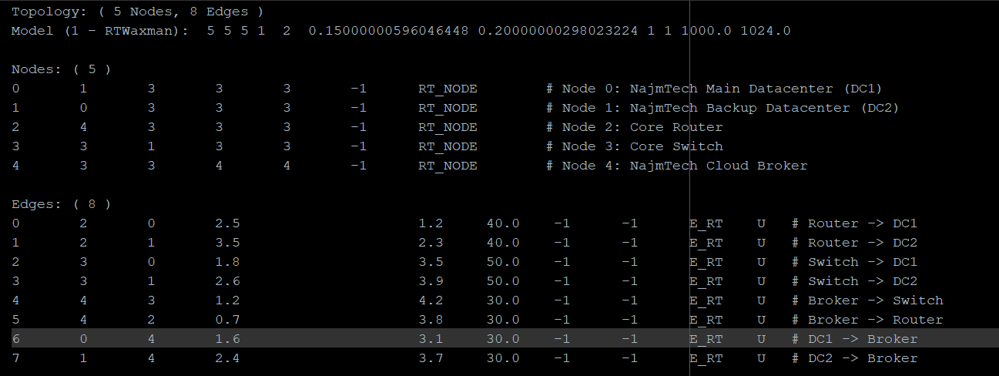 Topology: ( 5 Nodes, 8 Edges )
Model (1 - RTWaxman):  5 5 5 1  2  0.15000000596046448 0.20000000298023224 1 1 1000.0 1024.0
Nodes: ( 5 )
0 1 3 3 3 -1 RT_NODE # Node 0: NajmTech Main Datacenter (DC1)
1 0 3 3 3 -1 RT_NODE # Node 1: NajmTech Backup Datacenter (DC2)
2 4 3 3 3 -1 RT_NODE # Node 2: Core Router
3 3 1 3 3 -1 RT_NODE # Node 3: Core Switch
4 3 3 4 4 -1 RT_NODE # Node 4: NajmTech Cloud Broker
Edges: ( 8 )
0 2 0 2.5 1.2 40.0 -1 -1 E_RT U # Router -> DC1
1 2 1 3.5 2.3 40.0 -1 -1 E_RT U # Router -> DC2
2 3 0 1.8 3.5 50.0 -1 -1 E_RT U # Switch -> DC1
3 3 1 2.6 3.9 50.0 -1 -1 E_RT U # Switch -> DC2
4 4 3 1.2 4.2 30.0 -1 -1 E_RT U # Broker -> Switch
5 4 2 0.7 3.8 30.0 -1 -1 E_RT U # Broker -> Router
6 0 4 1.6 3.1 30.0 -1 -1 E_RT U # DC1 -> Broker
7 1 4 2.4 3.7 30.0 -1 -1 E_RT U # DC2 -> Broker